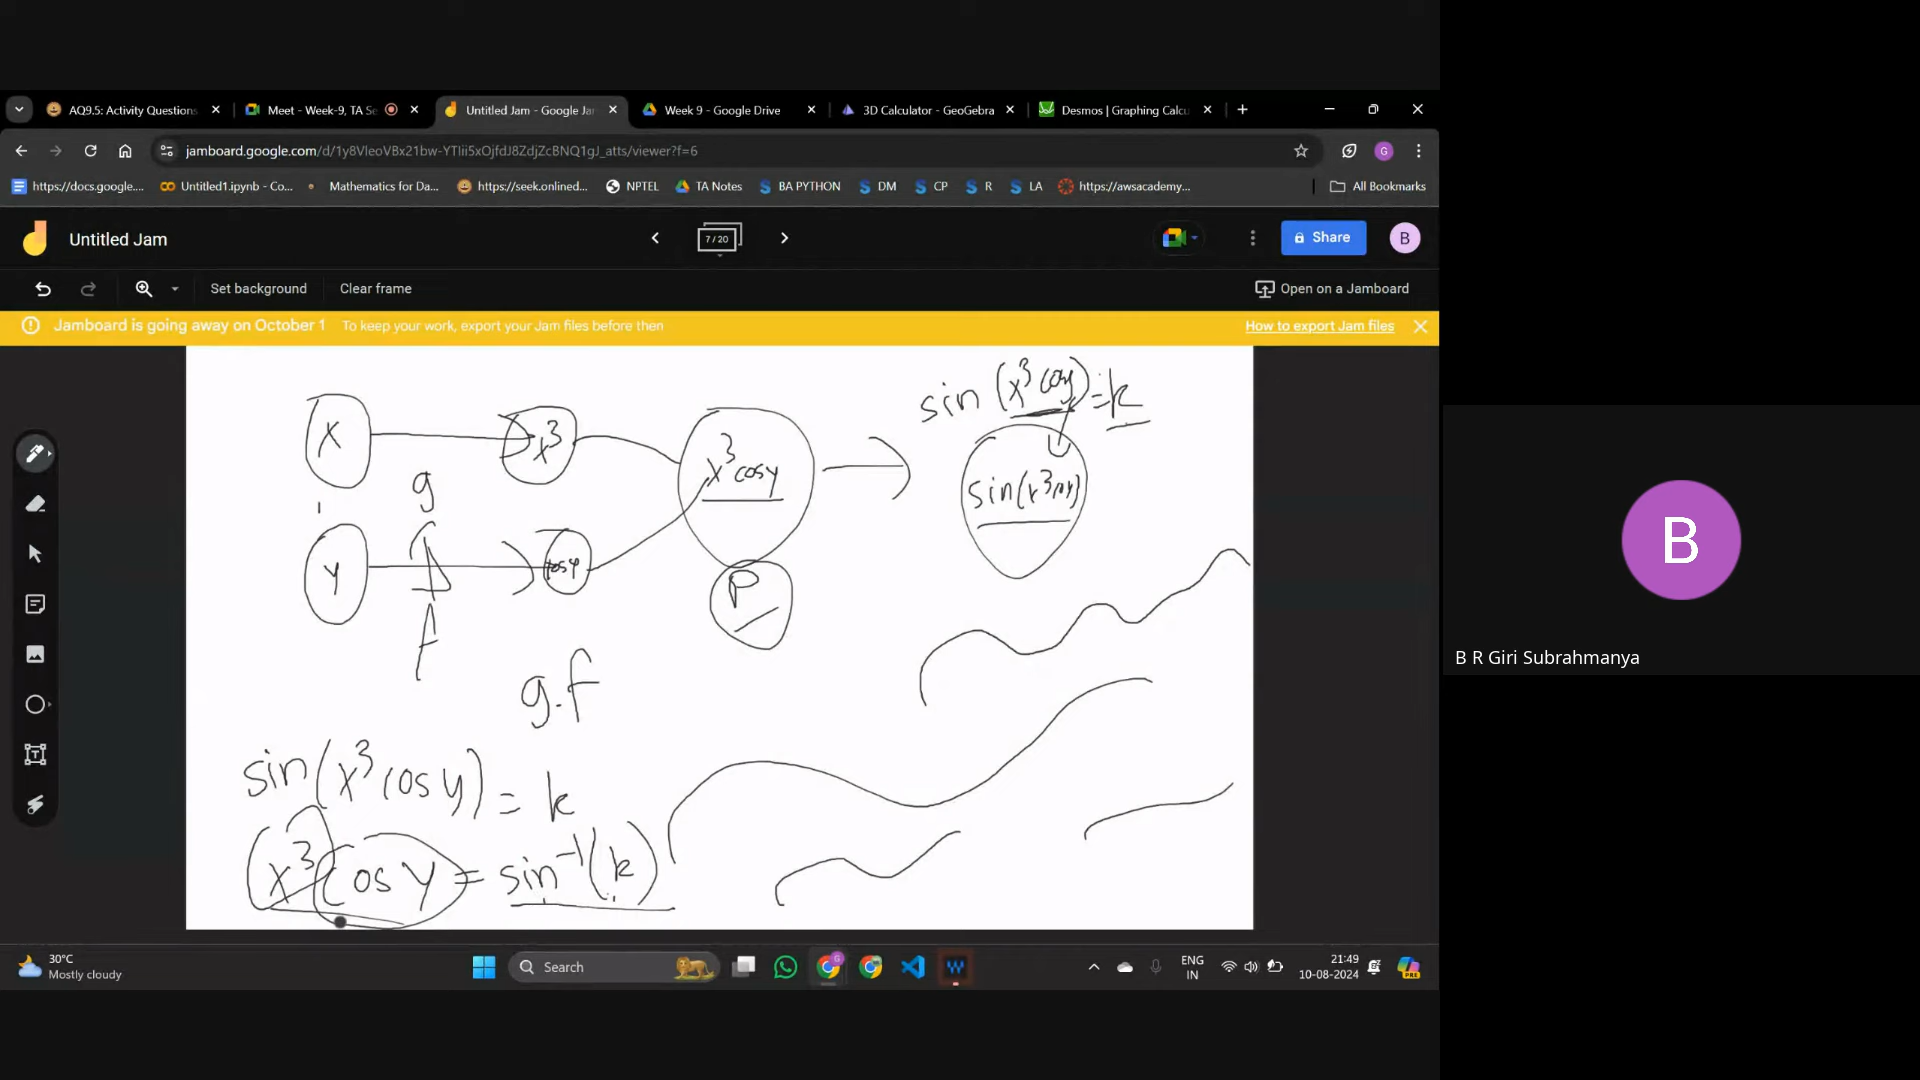 AQ9.5: Activity Questions
Meet - Week-9, TA Se
Untitled Jam - Google Ja
Week 9 - Google Drive
3D Calculator - GeoGebra
Desmos | Graphing Calcu
jamboard.google.com/d/1y8VleoVBx21bw-YTIii5xOjfdJ8ZdjZcBNQ1gJ_atts/viewer?f=6
G
https://docs.google....
Untitled1.ipynb - Co...
Mathematics for Da...
https://seek.onlined...
NPTEL
TA Notes
BA PYTHON
DM
CP
R
LA
https://awsacademy...
All Bookmarks
Untitled Jam
7 / 20
Share
B
Set background
Clear frame
Open on a Jamboard
Jamboard is going away on October 1 To keep your work, export your Jam files before then
How to export Jam files
sin (x³ cosy) = k
x
x³
x³ cosy
sin(x³ cosy)
g
y
cosy
f
P
g.f
sin(x³ cos y) = k
x³ cos y = sin⁻¹(k)
B
B R Giri Subrahmanya
30°C
Mostly cloudy
Search
ENG
IN
21:49
10-08-2024